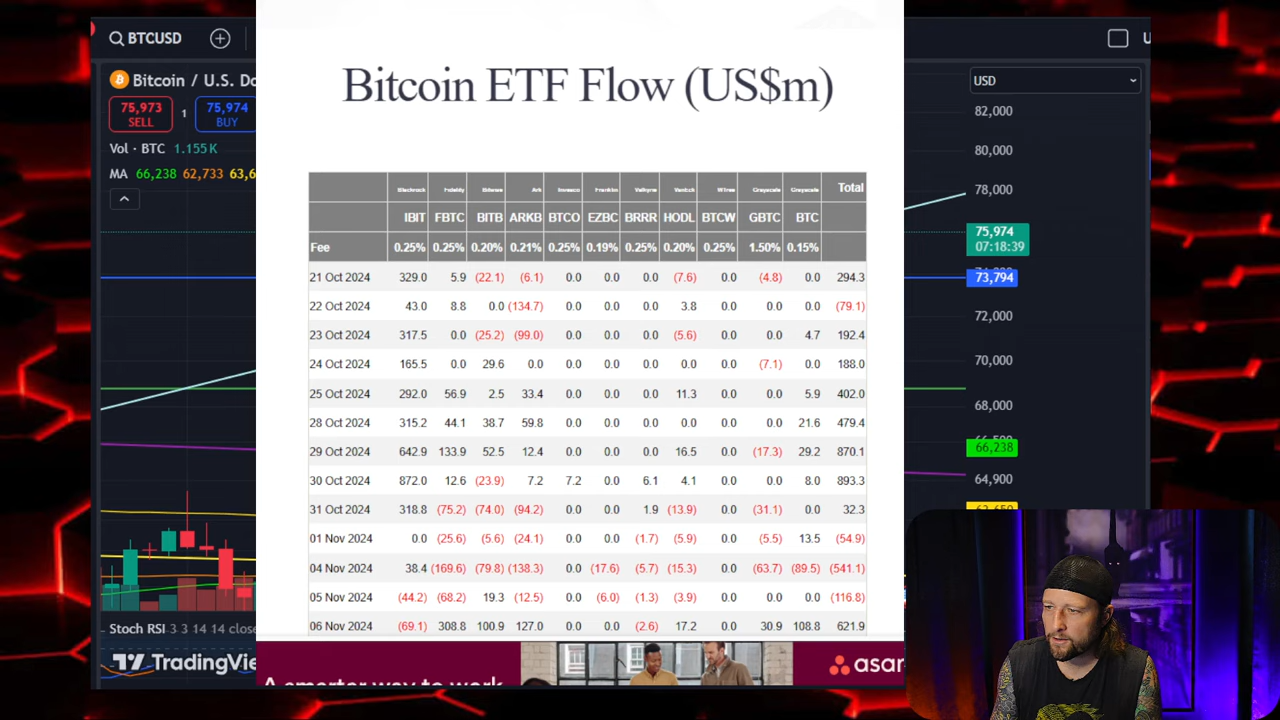 BTCUSD
U
Bitcoin / U.S. Do
75,973
SELL
1
75,974
BUY
Vol · BTC 1.155 K
MA 66,238 62,733 63,6
Bitcoin ETF Flow (US$m)
Blackrock Fidelity Bitwise Ark Invesco Franklin Valkyrie Vaneck Wtree Grayscale Grayscale Total
IBIT FBTC BITB ARKB BTCO EZBC BRRR HODL BTCW GBTC BTC
Fee 0.25% 0.25% 0.20% 0.21% 0.25% 0.19% 0.25% 0.20% 0.25% 1.50% 0.15%
21 Oct 2024 329.0 5.9 (22.1) (6.1) 0.0 0.0 0.0 (7.6) 0.0 (4.8) 0.0 294.3
22 Oct 2024 43.0 8.8 0.0 (134.7) 0.0 0.0 0.0 3.8 0.0 0.0 0.0 (79.1)
23 Oct 2024 317.5 0.0 (25.2) (99.0) 0.0 0.0 0.0 (5.6) 0.0 0.0 4.7 192.4
24 Oct 2024 165.5 0.0 29.6 0.0 0.0 0.0 0.0 0.0 0.0 (7.1) 0.0 188.0
25 Oct 2024 292.0 56.9 2.5 33.4 0.0 0.0 0.0 11.3 0.0 0.0 5.9 402.0
28 Oct 2024 315.2 44.1 38.7 59.8 0.0 0.0 0.0 0.0 0.0 0.0 21.6 479.4
29 Oct 2024 642.9 133.9 52.5 12.4 0.0 0.0 0.0 16.5 0.0 (17.3) 29.2 870.1
30 Oct 2024 872.0 12.6 (23.9) 7.2 7.2 0.0 6.1 4.1 0.0 0.0 8.0 893.3
31 Oct 2024 318.8 (75.2) (74.0) (94.2) 0.0 0.0 1.9 (13.9) 0.0 (31.1) 0.0 32.3
01 Nov 2024 0.0 (25.6) (5.6) (24.1) 0.0 0.0 (1.7) (5.9) 0.0 (5.5) 13.5 (54.9)
04 Nov 2024 38.4 (169.6) (79.8) (138.3) 0.0 (17.6) (5.7) (15.3) 0.0 (63.7) (89.5) (541.1)
05 Nov 2024 (44.2) (68.2) 19.3 (12.5) 0.0 (6.0) (1.3) (3.9) 0.0 0.0 0.0 (116.8)
06 Nov 2024 (69.1) 308.8 100.9 127.0 0.0 0.0 (2.6) 17.2 0.0 30.9 108.8 621.9
USD
82,000
80,000
78,000
75,974
07:18:39
73,794
72,000
70,000
68,000
66,238
64,900
Stoch RSI 3 3 14 14 close
TradingVie
A smarter way to work
asan